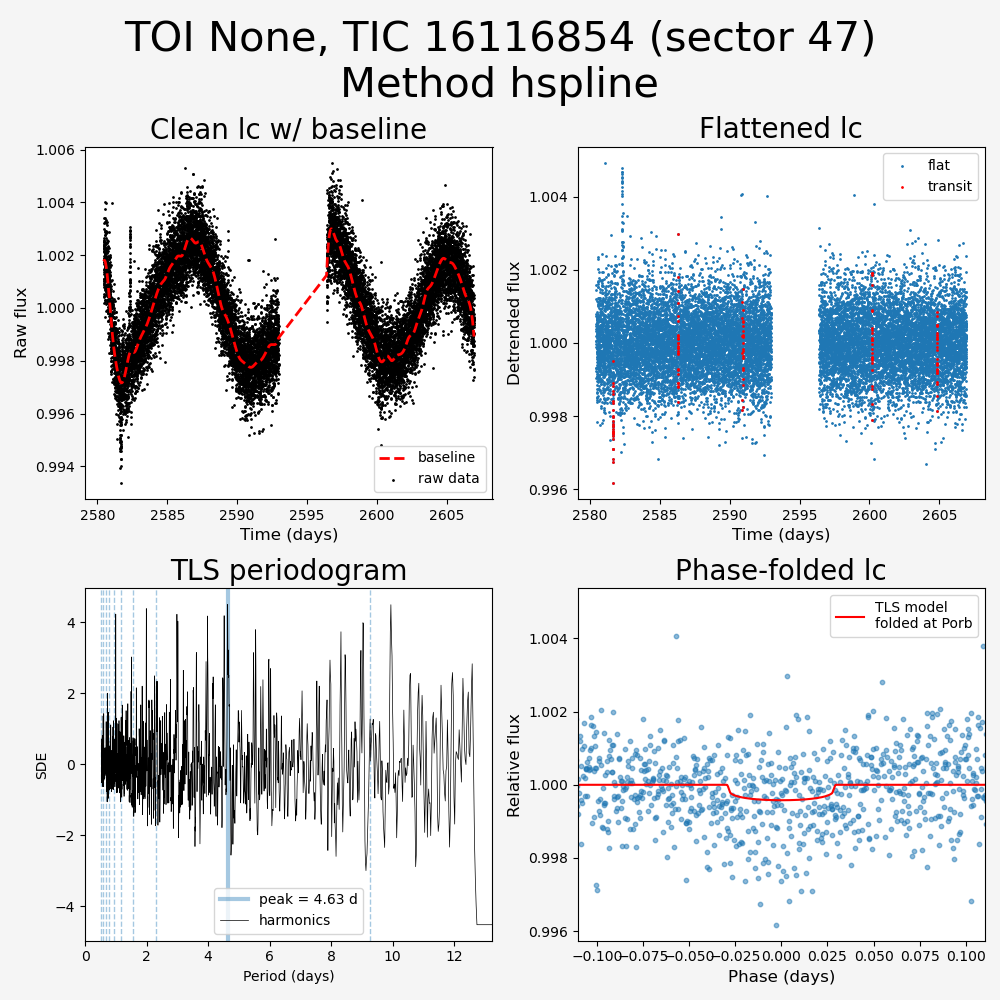 TOI None, TIC 16116854 (sector 47)
Method hspline
Clean lc w/ baseline
Raw flux
1.006
1.004
1.002
1.000
0.998
0.996
0.994
baseline
raw data
2580 2585 2590 2595 2600 2605
Time (days)
Flattened lc
Detrended flux
1.004
1.002
1.000
0.998
0.996
flat
transit
2580 2585 2590 2595 2600 2605
Time (days)
TLS periodogram
SDE
4
2
0
−2
−4
peak = 4.63 d
harmonics
0 2 4 6 8 10 12
Period (days)
Phase-folded lc
Relative flux
1.004
1.002
1.000
0.998
0.996
TLS model
folded at Porb
−0.100 −0.075 −0.050 −0.025 0.000 0.025 0.050 0.075 0.100
Phase (days)